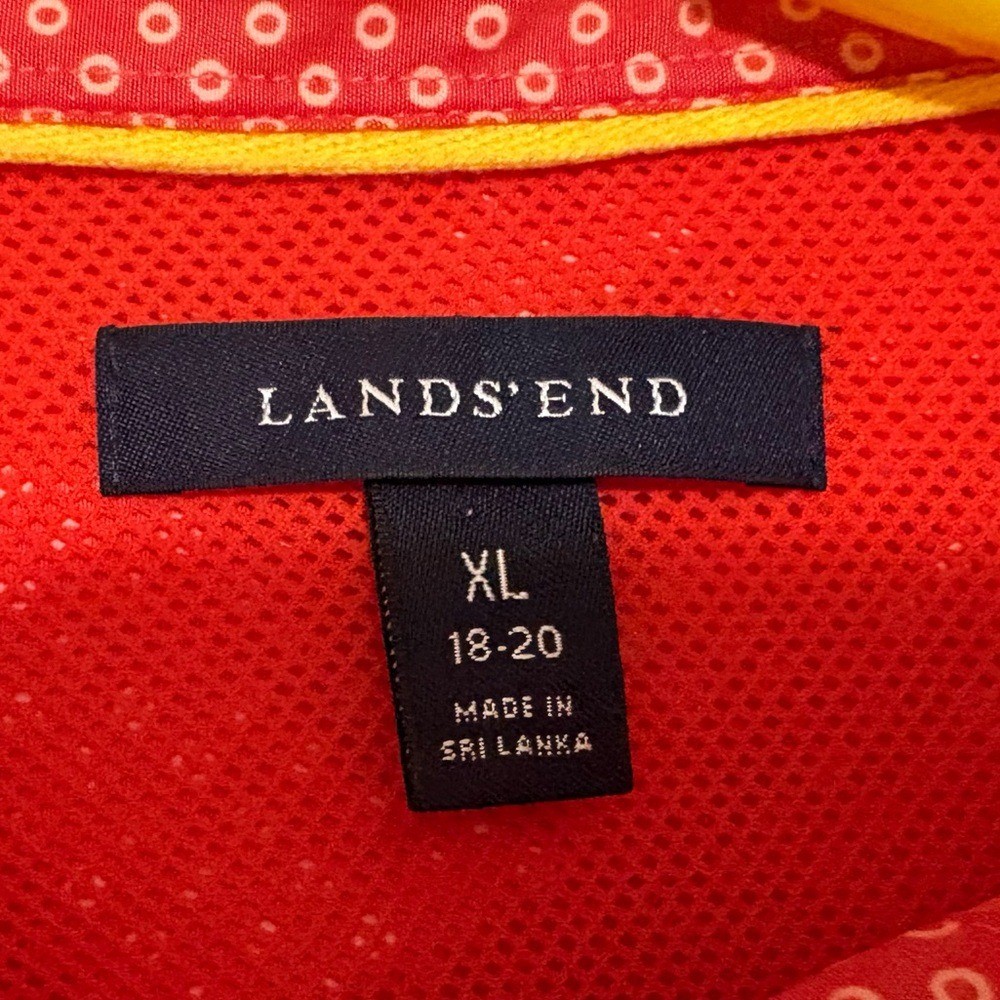 LANDS' END
XL
18-20
MADE IN
SRI LANKA